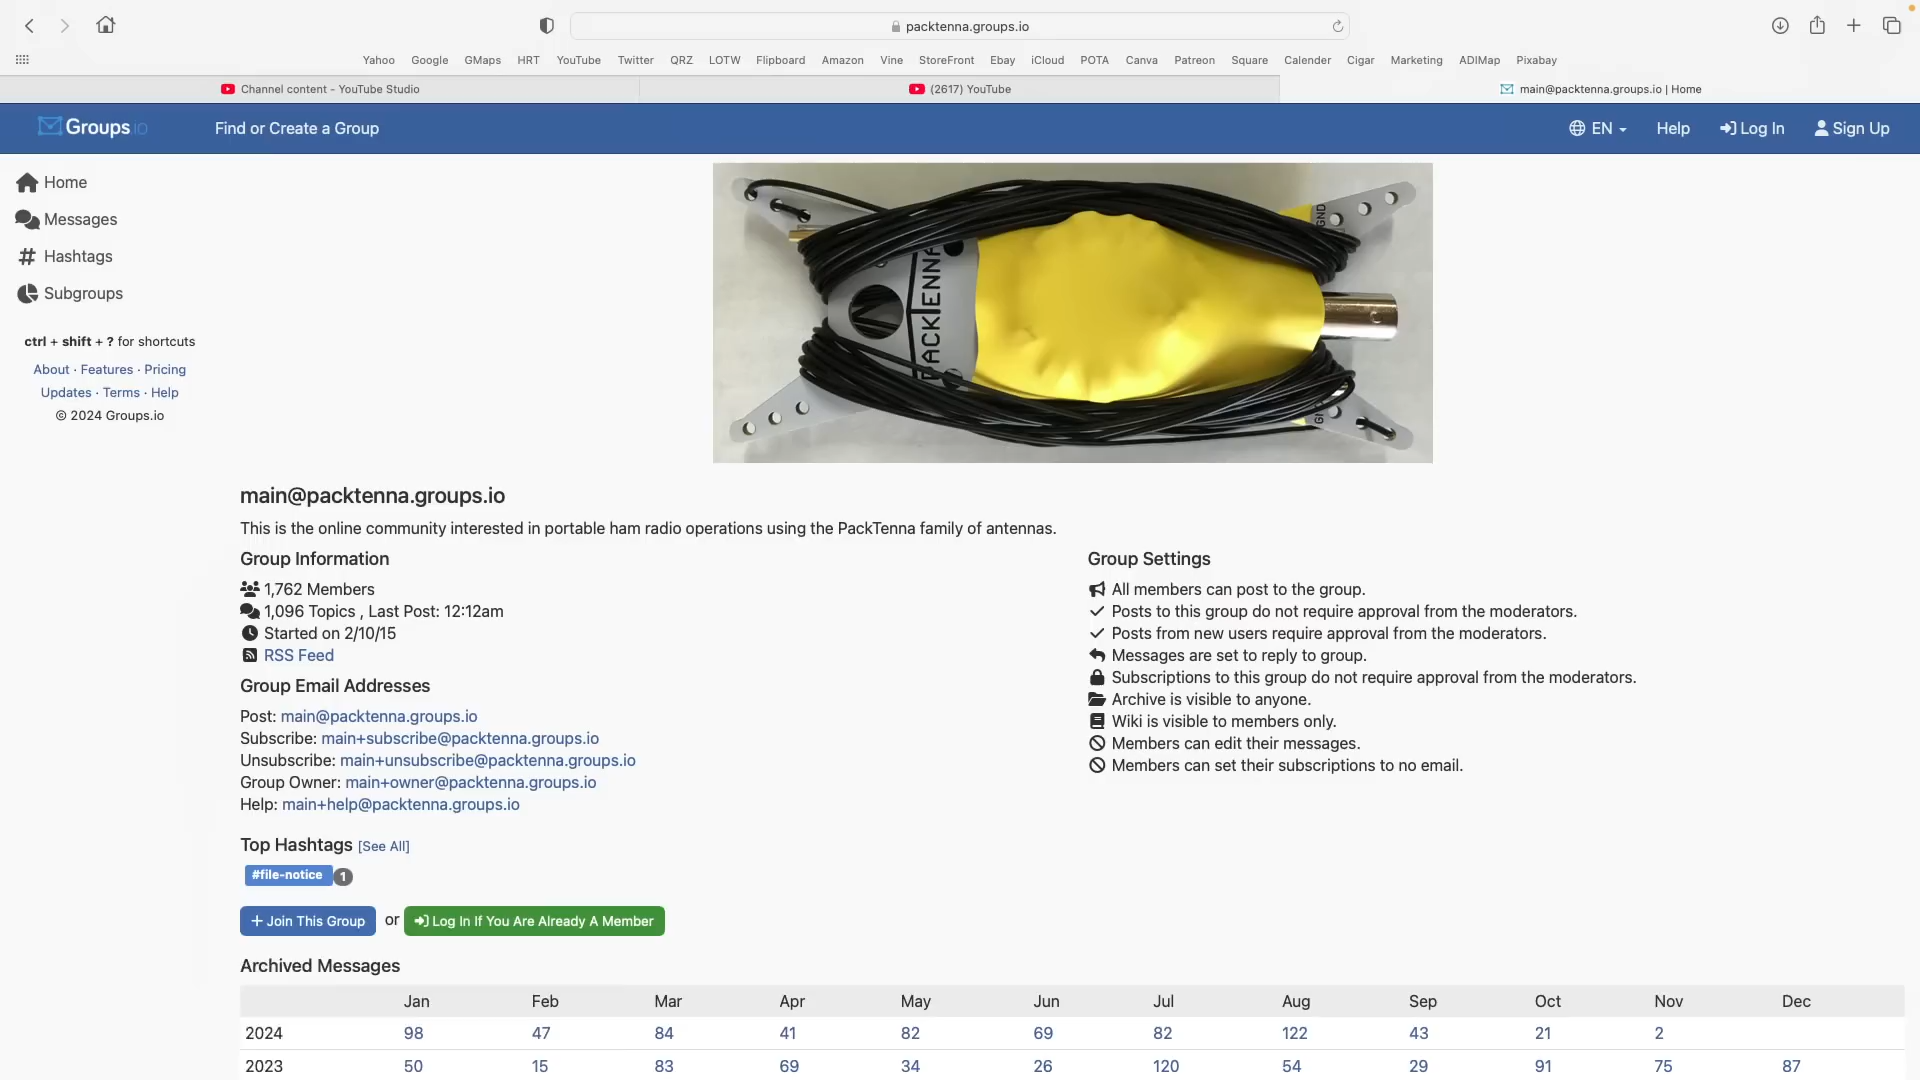 packtenna.groups.io
Yahoo Google GMaps HRT YouTube Twitter QRZ LOTW Flipboard Amazon Vine StoreFront Ebay iCloud POTA Canva Patreon Square Calender Cigar Marketing ADIMap Pixabay
Channel content - YouTube Studio
(2617) YouTube
main@packtenna.groups.io | Home
Groups.io
Find or Create a Group
EN
Help
Log In
Sign Up
Home
Messages
Hashtags
Subgroups
ctrl + shift + ? for shortcuts
About · Features · Pricing
Updates · Terms · Help
© 2024 Groups.io
PACKTENNA
GND
GND
main@packtenna.groups.io
This is the online community interested in portable ham radio operations using the PackTenna family of antennas.
Group Information
1,762 Members
1,096 Topics , Last Post: 12:12am
Started on 2/10/15
RSS Feed
Group Email Addresses
Post: main@packtenna.groups.io
Subscribe: main+subscribe@packtenna.groups.io
Unsubscribe: main+unsubscribe@packtenna.groups.io
Group Owner: main+owner@packtenna.groups.io
Help: main+help@packtenna.groups.io
Group Settings
All members can post to the group.
Posts to this group do not require approval from the moderators.
Posts from new users require approval from the moderators.
Messages are set to reply to group.
Subscriptions to this group do not require approval from the moderators.
Archive is visible to anyone.
Wiki is visible to members only.
Members can edit their messages.
Members can set their subscriptions to no email.
Top Hashtags [See All]
#file-notice 1
+ Join This Group or Log In If You Are Already A Member
Archived Messages
Jan Feb Mar Apr May Jun Jul Aug Sep Oct Nov Dec
2024 98 47 84 41 82 69 82 122 43 21 2
2023 50 15 83 69 34 26 120 54 29 91 75 87